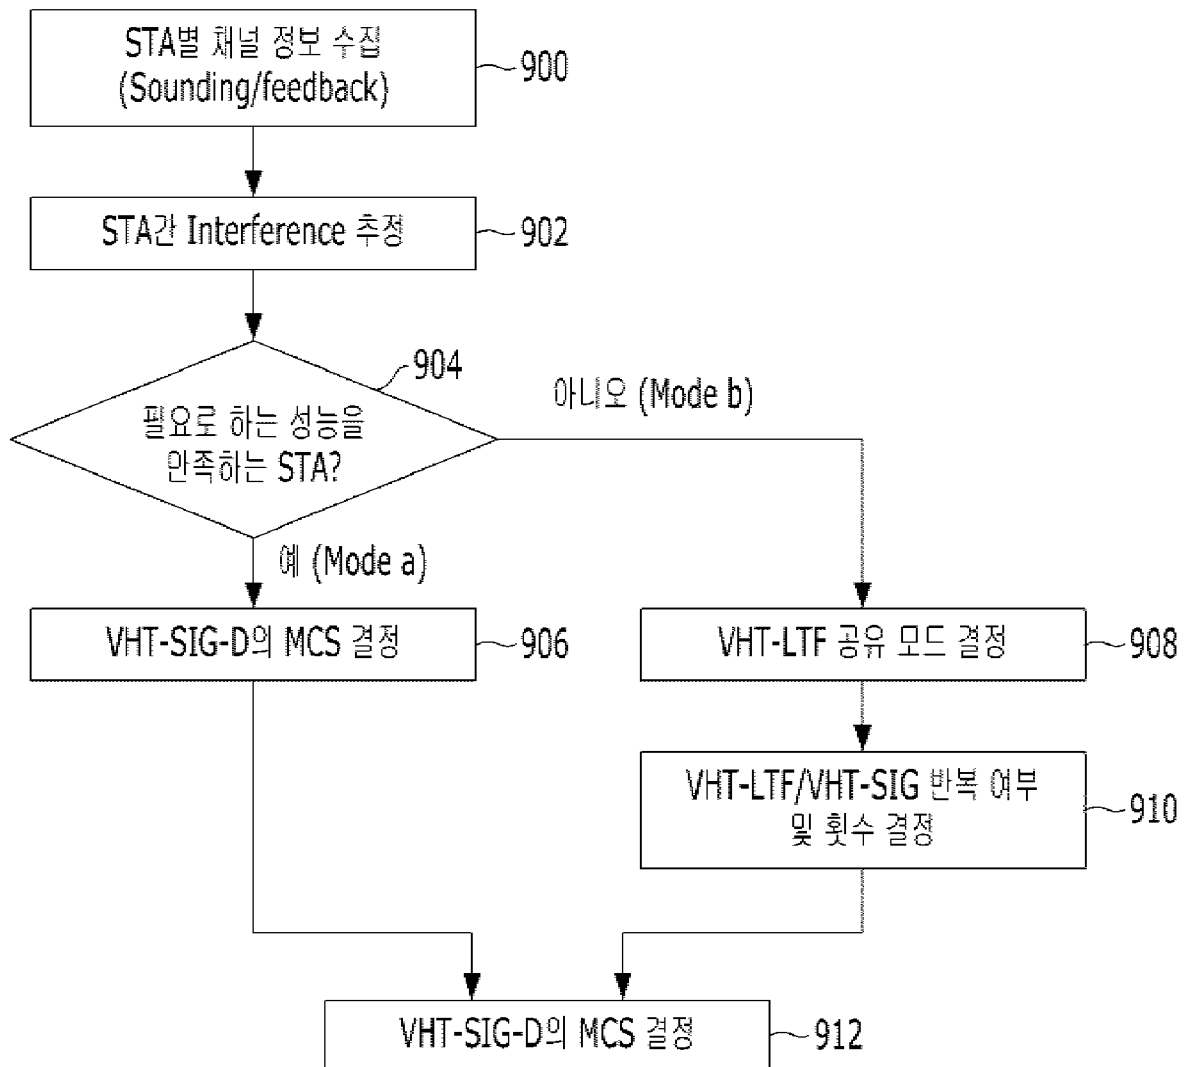 STA별 채널 정보 수집
(Sounding/feedback)
900
STA간 Interference 추정
902
904
필요로 하는 성능을
만족하는 STA?
아니오 (Mode b)
예 (Mode a)
VHT-SIG-D의 MCS 결정
906
VHT-LTF 공유 모드 결정
908
VHT-LTF/VHT-SIG 반복 여부
및 횟수 결정
910
VHT-SIG-D의 MCS 결정
912